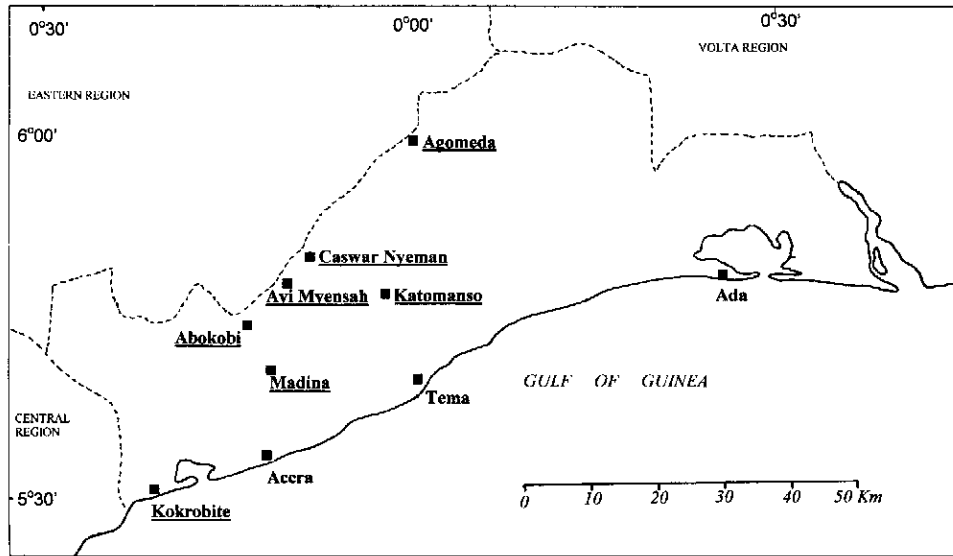 0°30'
0°00'
0°30'
VOLTA REGION
EASTERN REGION
6°00'
Agomeda
Caswar Nyeman
Ayi Mvensah
Katomanso
Ada
Abokobi
Madina
Tema
GULF OF GUINEA
CENTRAL
REGION
Accra
5°30'
Kokrobite
0 10 20 30 40 50 Km